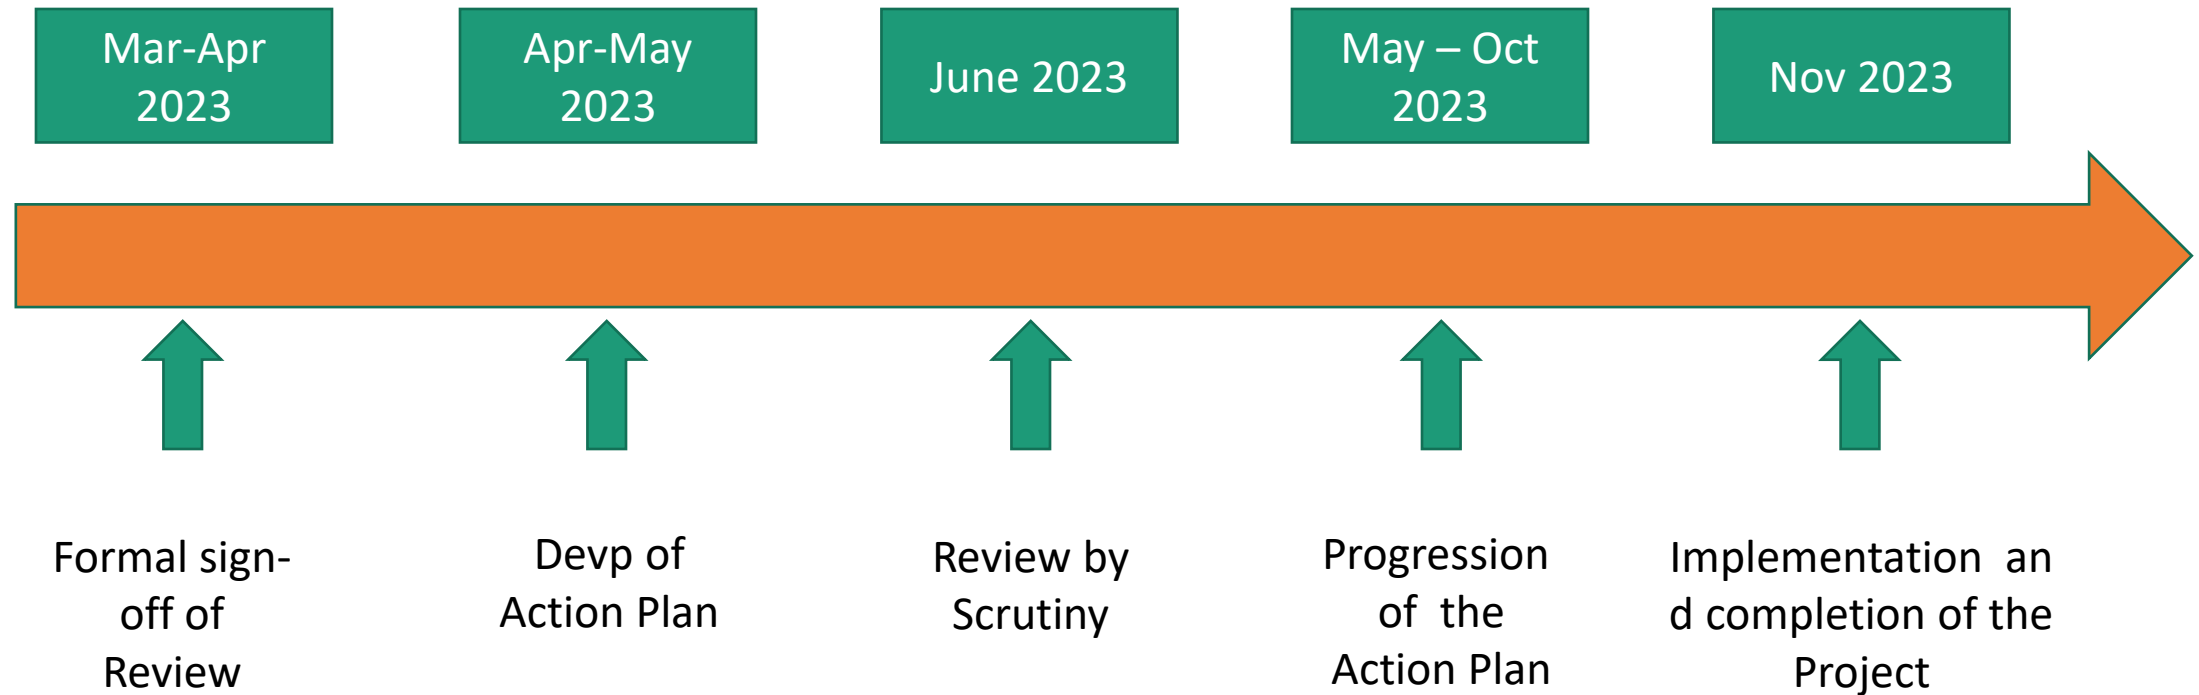 Mar-Apr
2023
Apr-May
2023
June 2023
May – Oct
2023
Nov 2023
Formal sign-
off of
Review
Devp of
Action Plan
Review by
Scrutiny
Progression
of the
Action Plan
Implementation an
d completion of the
Project